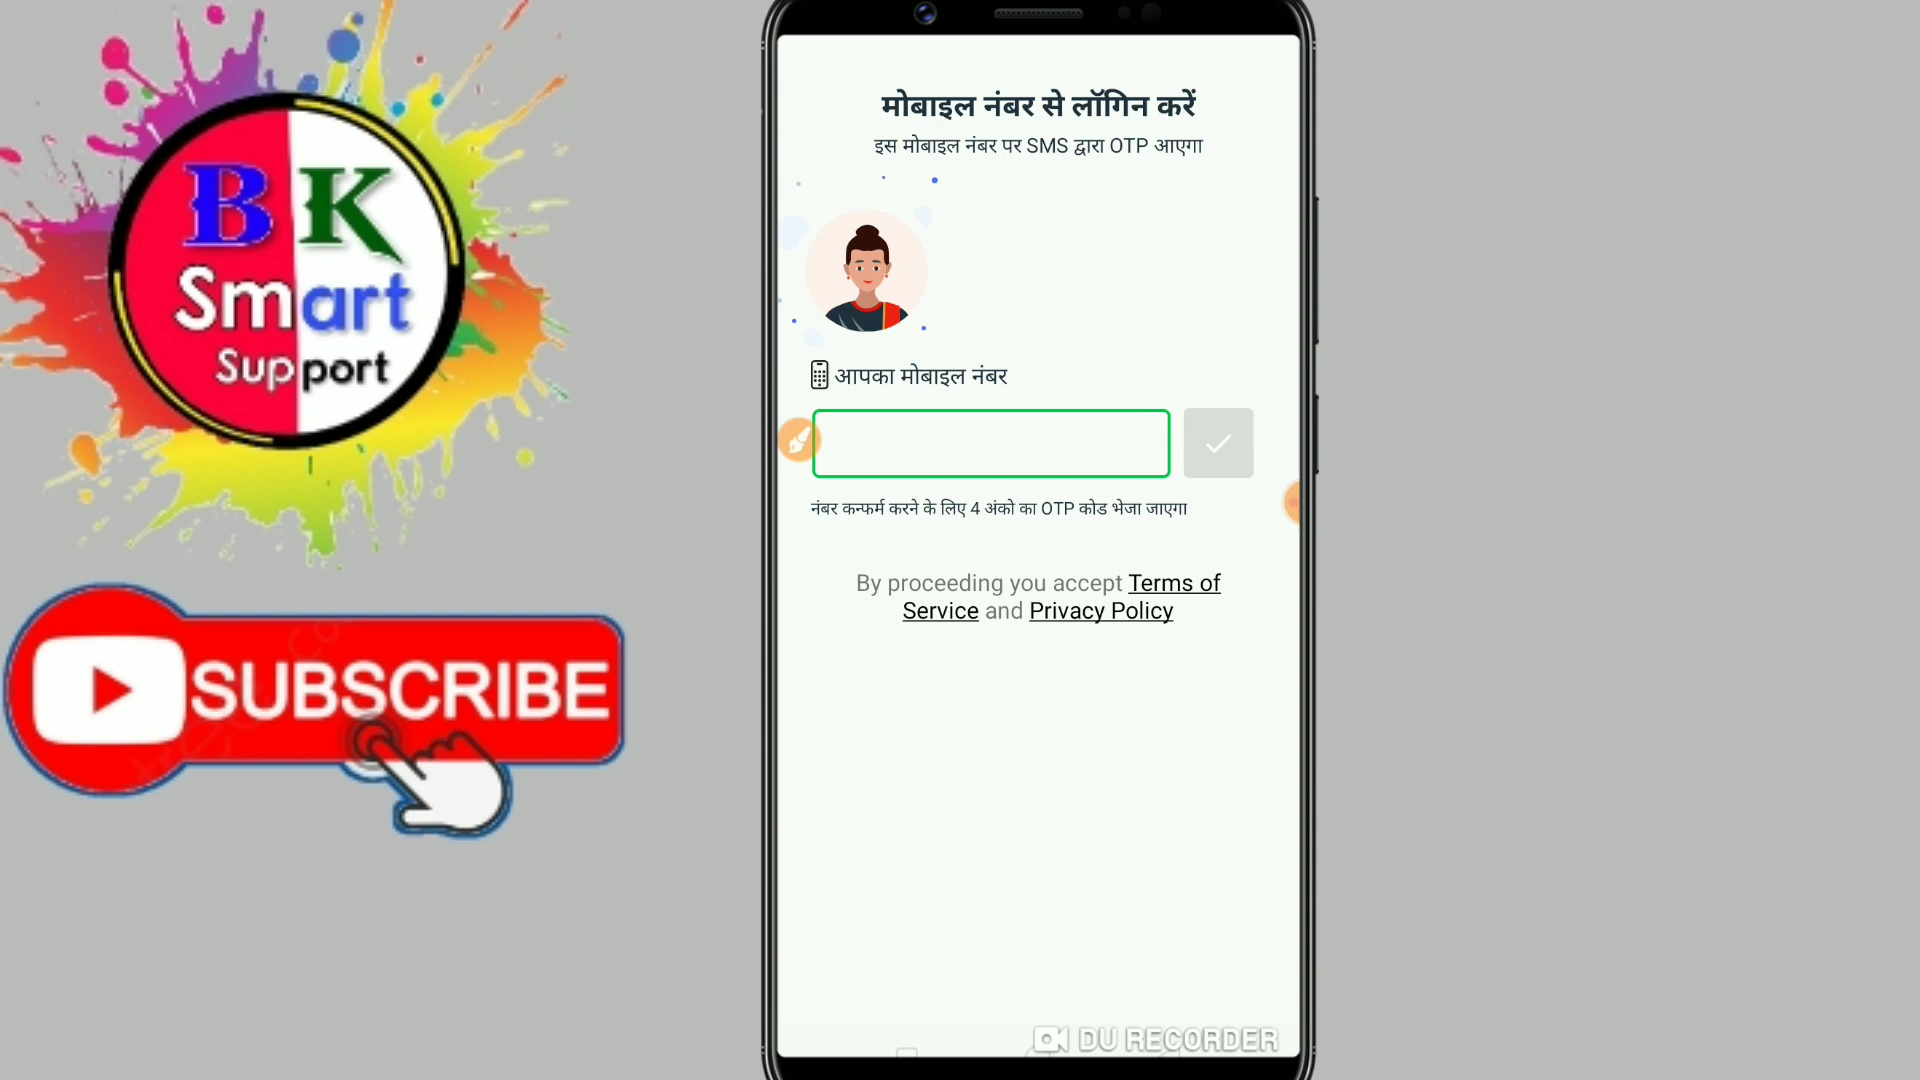 B K
Smart
Support
SUBSCRIBE
मोबाइल नंबर से लॉगिन करें
इस मोबाइल नंबर पर SMS द्वारा OTP आएगा
आपका मोबाइल नंबर
नंबर कन्फर्म करने के लिए 4 अंको का OTP कोड भेजा जाएगा
By proceeding you accept Terms of
Service and Privacy Policy
DU RECORDER